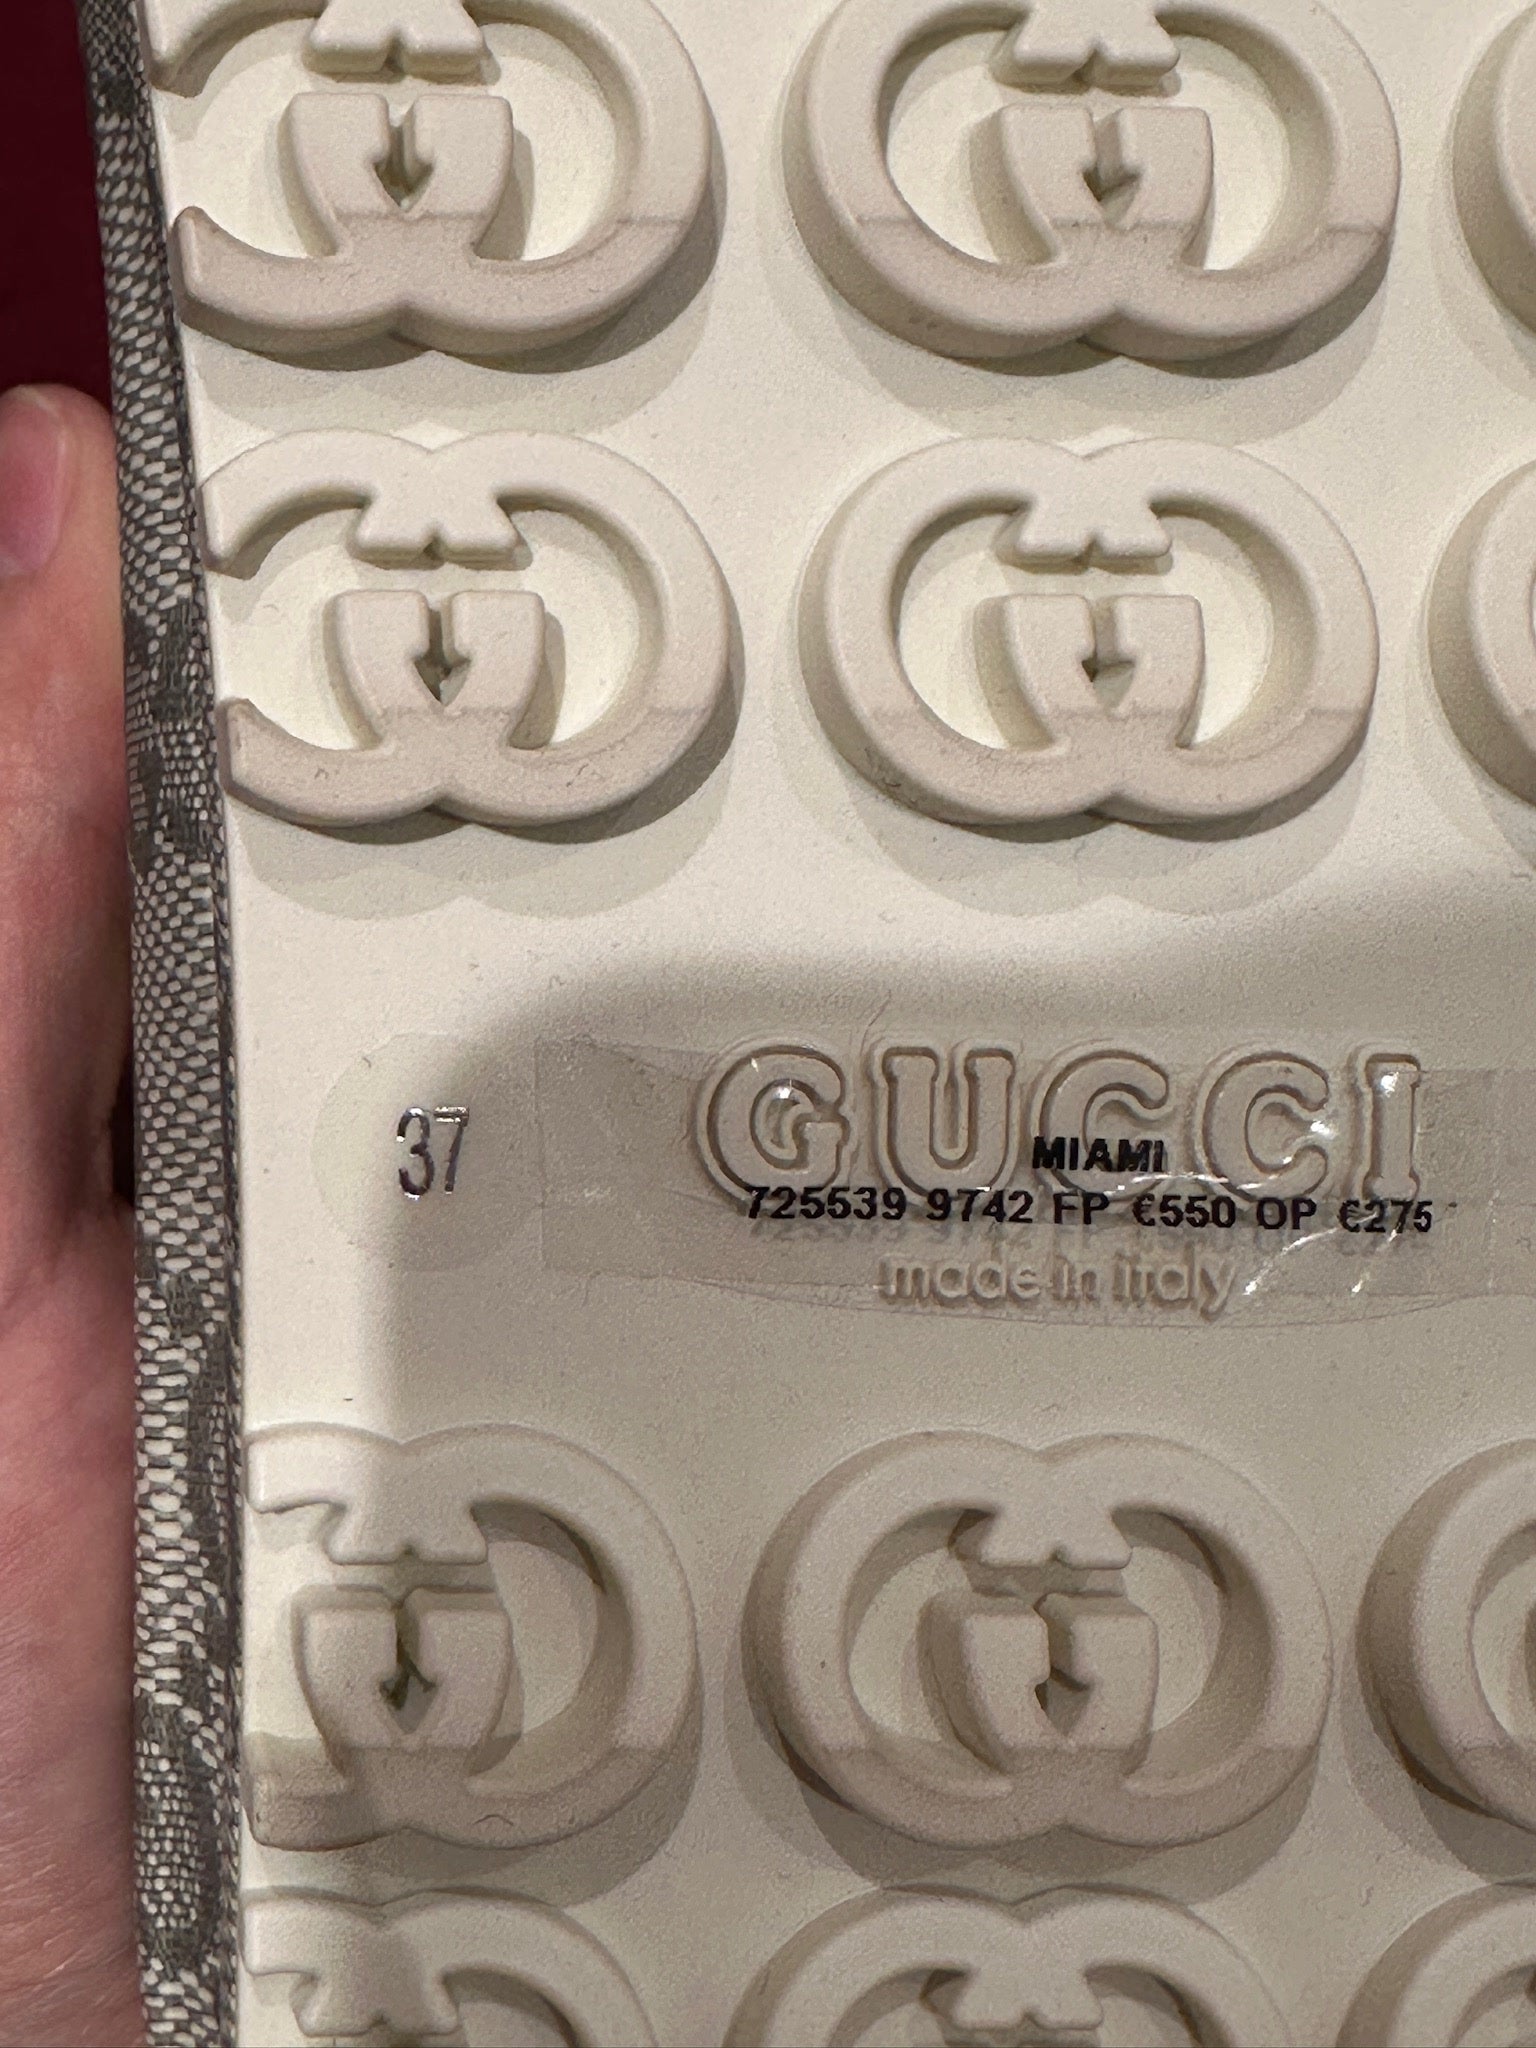 GUCCI
37
MIAMI
725539 9742 FP €550 OP €275
made in italy